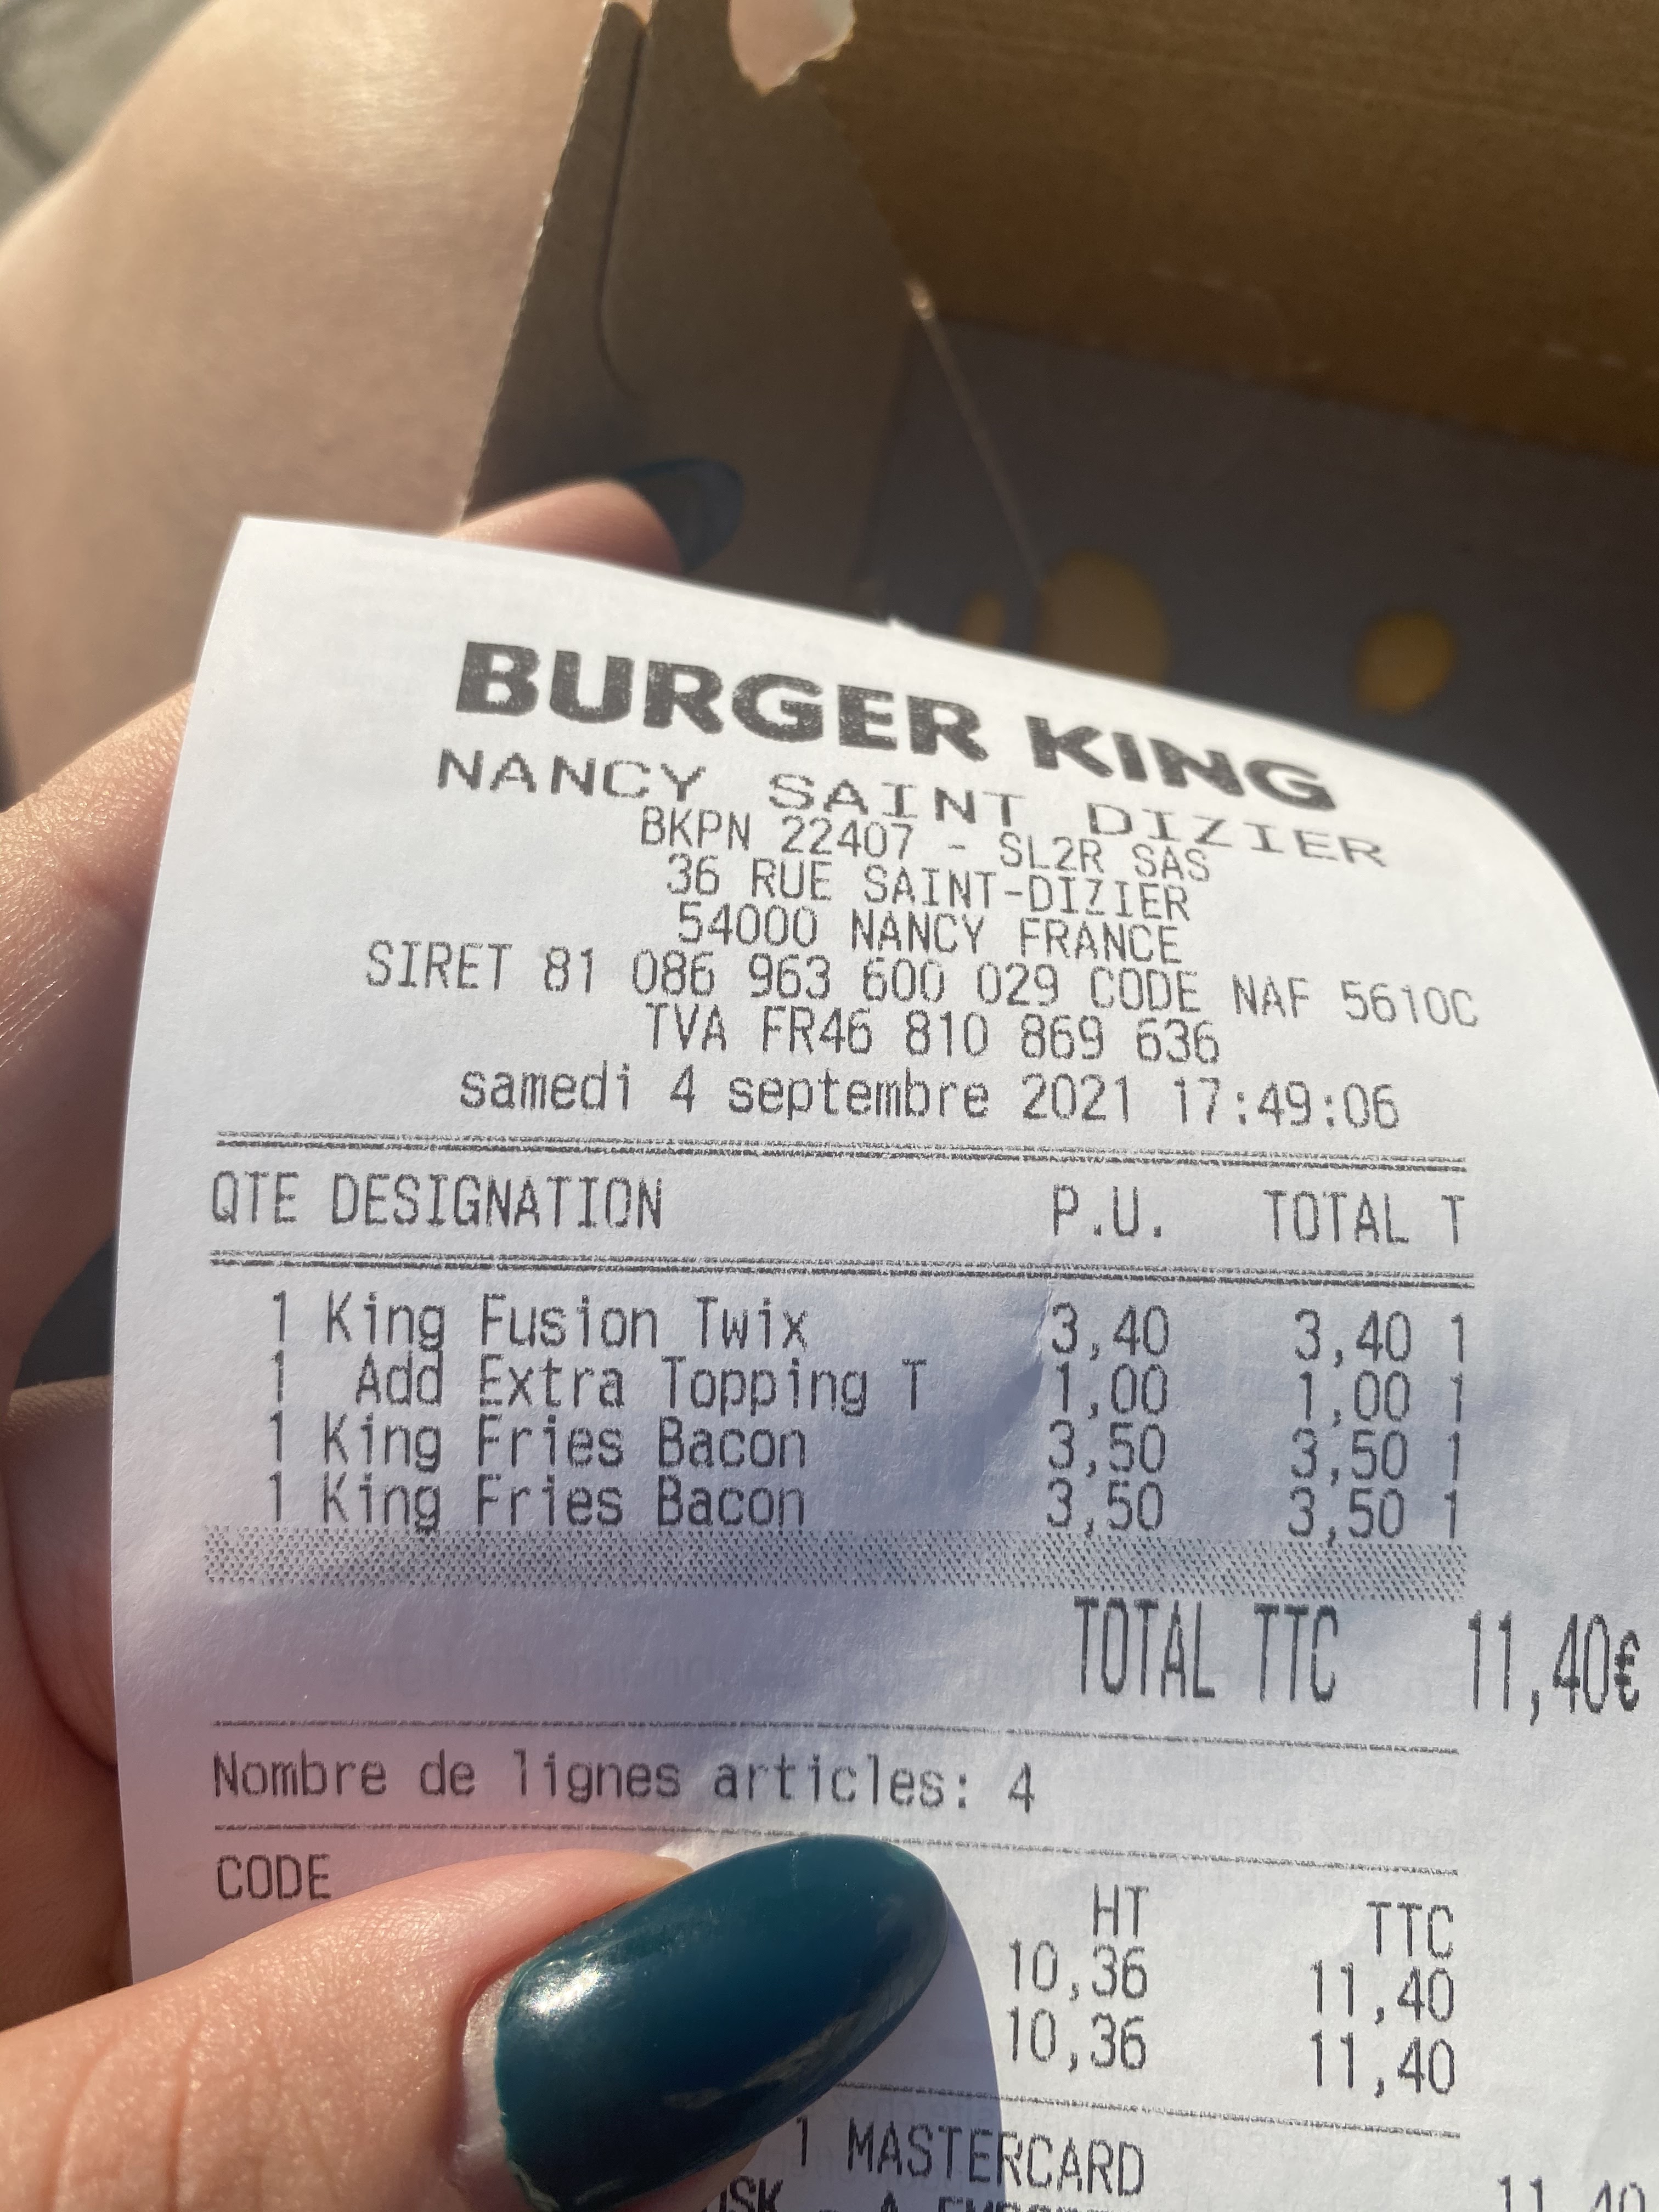 BURGER KING
NANCY SAINT DIZIER
BKPN 22407 - SL2R SAS
36 RUE SAINT-DIZIER
54000 NANCY FRANCE
SIRET 81 086 963 600 029 CODE NAF 5610C
TVA FR46 810 869 636
samedi 4 septembre 2021 17:49:06
QTE DESIGNATION P.U. TOTAL T
1 King Fusion Twix 3,40 3,40 1
1 Add Extra Topping T 1,00 1,00 1
1 King Fries Bacon 3,50 3,50 1
1 King Fries Bacon 3,50 3,50 1
TOTAL TTC 11,40€
Nombre de lignes articles: 4
CODE HT TTC
10,36 11,40
10,36 11,40
1 MASTERCARD 11,40